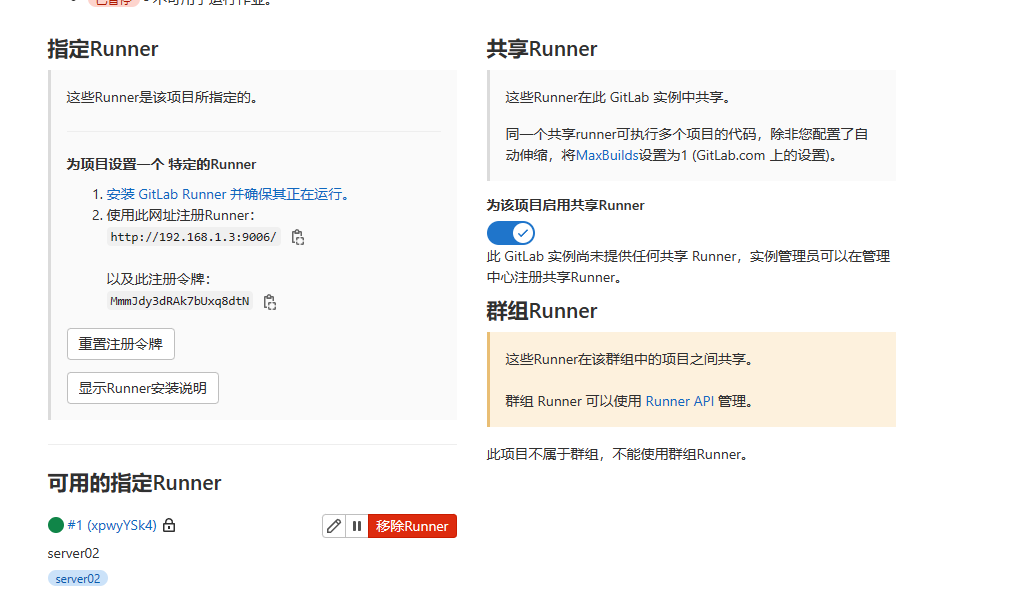 已暂停 - 不可用于运行作业。
指定Runner
这些Runner是该项目所指定的。
为项目设置一个 特定的Runner
1. 安装 GitLab Runner 并确保其正在运行。
2. 使用此网址注册Runner：
http://192.168.1.3:9006/
以及此注册令牌：
MmmJdy3dRAk7bUxq8dtN
重置注册令牌
显示Runner安装说明
可用的指定Runner
#1 (xpwyYSk4)
移除Runner
server02
server02
共享Runner
这些Runner在此 GitLab 实例中共享。
同一个共享runner可执行多个项目的代码，除非您配置了自
动伸缩，将MaxBuilds设置为1 (GitLab.com 上的设置)。
为该项目启用共享Runner
此 GitLab 实例尚未提供任何共享 Runner，实例管理员可以在管理
中心注册共享Runner。
群组Runner
这些Runner在该群组中的项目之间共享。
群组 Runner 可以使用 Runner API 管理。
此项目不属于群组，不能使用群组Runner。